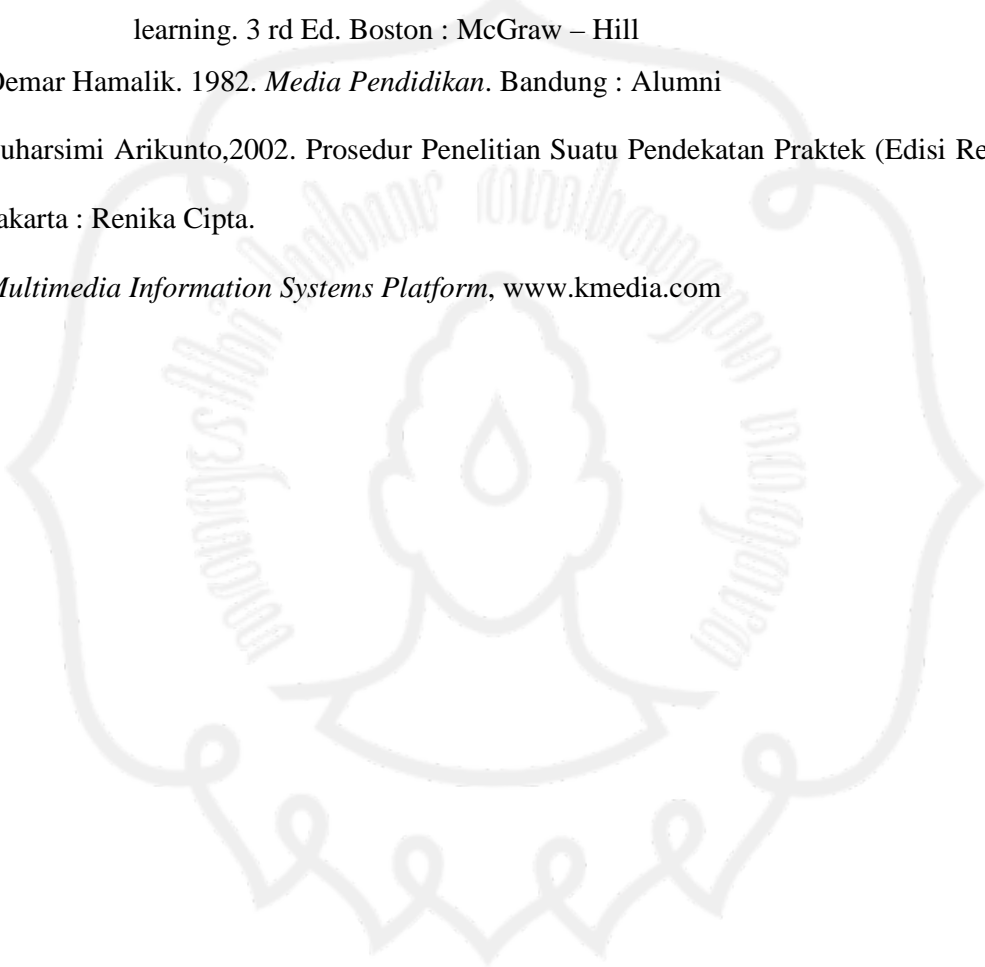 learning. 3 rd Ed. Boston : McGraw – Hill
Oemar Hamalik. 1982. Media Pendidikan. Bandung : Alumni
uharsimi Arikunto,2002. Prosedur Penelitian Suatu Pendekatan Praktek (Edisi Re
akarta : Renika Cipta.
Multimedia Information Systems Platform, www.kmedia.com